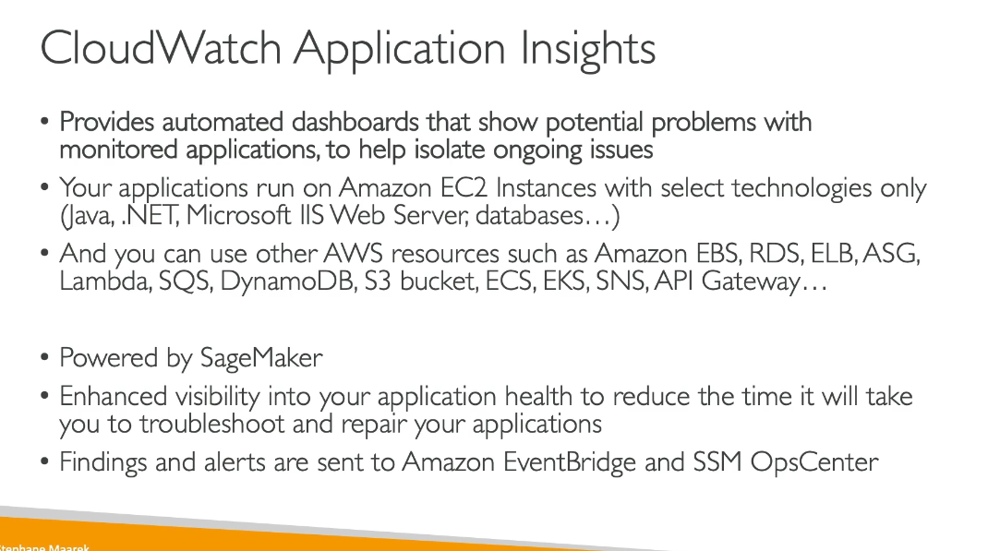 CloudWatch Application Insights
• Provides automated dashboards that show potential problems with
monitored applications, to help isolate ongoing issues
• Your applications run on Amazon EC2 Instances with select technologies only
(Java, .NET, Microsoft IIS Web Server, databases…)
• And you can use other AWS resources such as Amazon EBS, RDS, ELB, ASG,
Lambda, SQS, DynamoDB, S3 bucket, ECS, EKS, SNS, API Gateway…
• Powered by SageMaker
• Enhanced visibility into your application health to reduce the time it will take
you to troubleshoot and repair your applications
• Findings and alerts are sent to Amazon EventBridge and SSM OpsCenter
Stephane Maarek